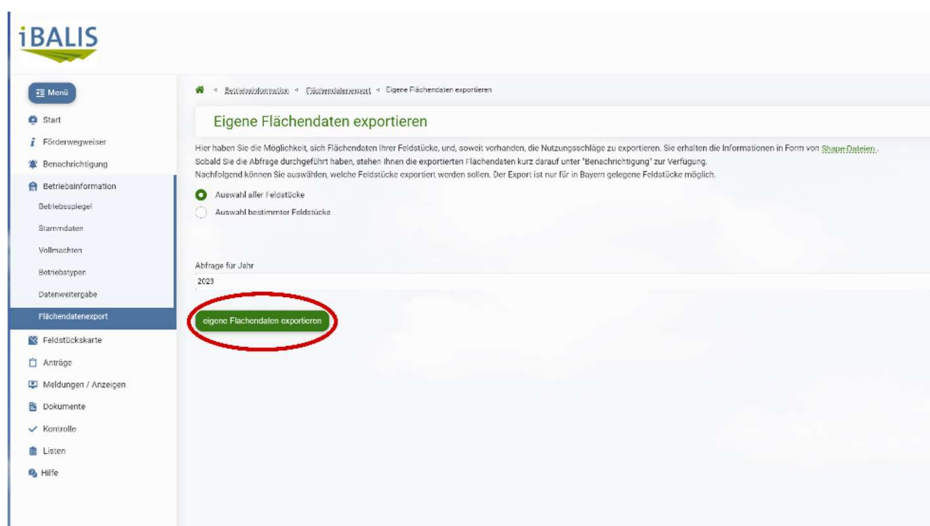 iBALIS
Menü
Betriebsinformation < Flächendatenexport < Eigene Flächendaten exportieren
Eigene Flächendaten exportieren
Hier haben Sie die Möglichkeit, sich Flächendaten Ihrer Feldstücke, und, soweit vorhanden, die Nutzungsschläge zu exportieren. Sie erhalten die Informationen in Form von Shape-Dateien.
Sobald Sie die Abfrage durchgeführt haben, stehen Ihnen die exportierten Flächendaten kurz darauf unter "Benachrichtigung" zur Verfügung.
Nachfolgend können Sie auswählen, welche Feldstücke exportiert werden sollen. Der Export ist nur für in Bayern gelegene Feldstücke möglich.
Auswahl aller Feldstücke
Auswahl bestimmter Feldstücke
Abfrage für Jahr
2023
eigene Flächendaten exportieren
Start
Förderwegweiser
Benachrichtigung
Betriebsinformation
Betriebsspiegel
Stammdaten
Vollmachten
Betriebstypen
Datenweitergabe
Flächendatenexport
Feldstückskarte
Anträge
Meldungen / Anzeigen
Dokumente
Kontrolle
Listen
Hilfe